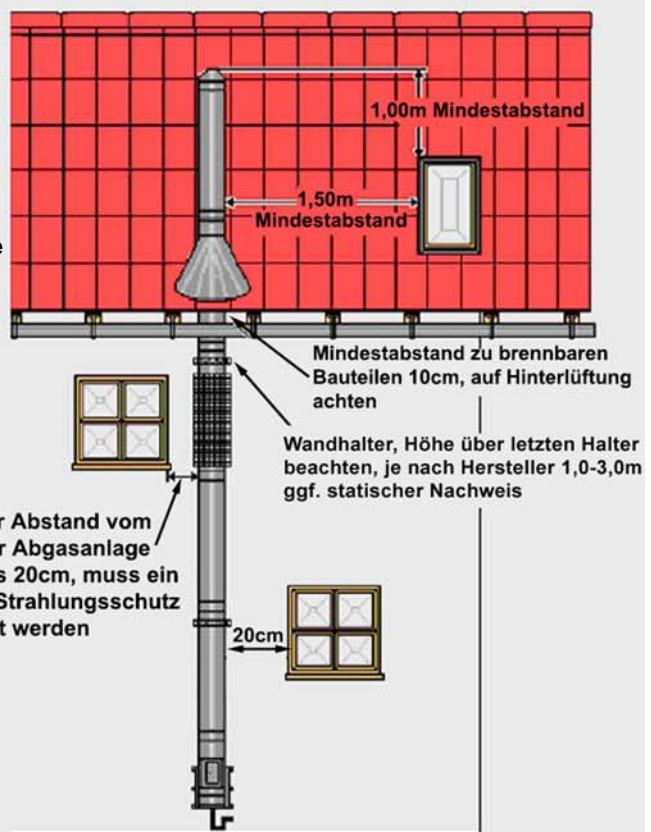 1,00m Mindestabstand
1,50m
Mindestabstand
e
Mindestabstand zu brennbaren
Bauteilen 10cm, auf Hinterlüftung
achten
Wandhalter, Höhe über letzten Halter
beachten, je nach Hersteller 1,0-3,0m
ggf. statischer Nachweis
r Abstand vom
r Abgasanlage
s 20cm, muss ein
Strahlungsschutz
t werden
20cm